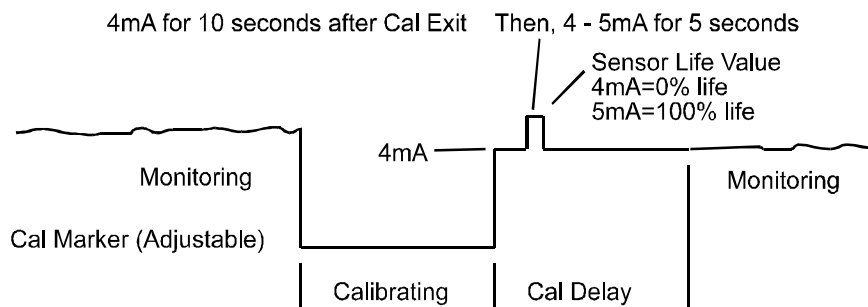 4mA for 10 seconds after Cal Exit
Then, 4 - 5mA for 5 seconds
Sensor Life Value
4mA=0% life
5mA=100% life
4mA
Monitoring
Monitoring
Cal Marker (Adjustable)
Calibrating
Cal Delay